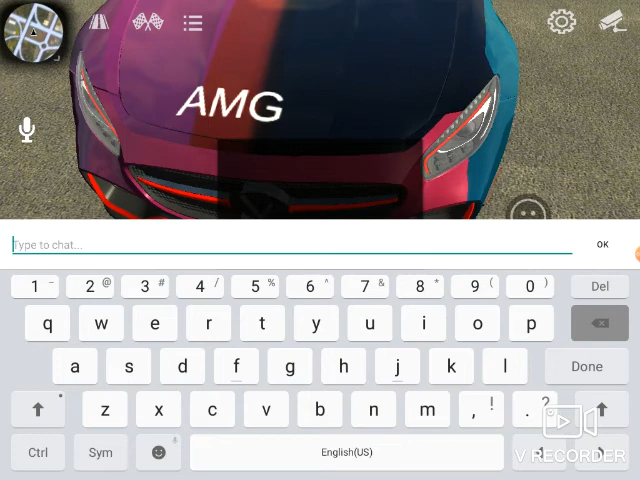 AMG
Type to chat...
OK
1 _ 2 @ 3 # 4 / 5 % 6 ^ 7 & 8 * 9 ( 0 ) Del
q w e r t y u i o p
a s d f g h j k l Done
z x c v b n m , ! . ?
Ctrl Sym English(US)
V RECORDER